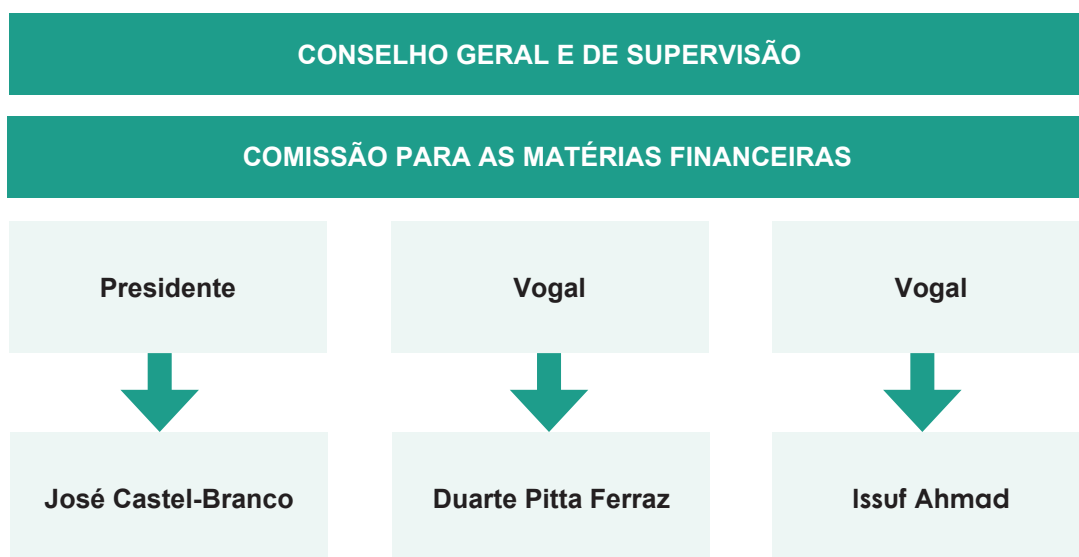 CONSELHO GERAL E DE SUPERVISÃO
COMISSÃO PARA AS MATÉRIAS FINANCEIRAS
Presidente
Vogal
Vogal
José Castel-Branco
Duarte Pitta Ferraz
Issuf Ahmad